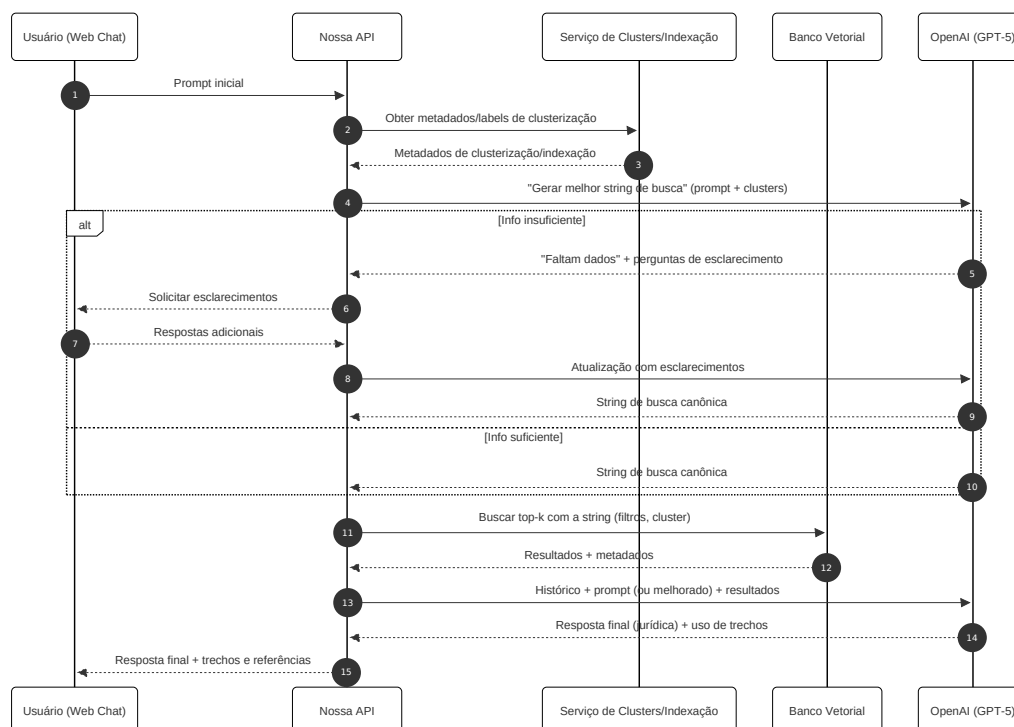 Usuário (Web Chat)
Nossa API
Serviço de Clusters/Indexação
Banco Vetorial
OpenAI (GPT-5)
Prompt inicial
1
Obter metadados/labels de clusterização
2
Metadados de clusterização/indexação
3
"Gerar melhor string de busca" (prompt + clusters)
4
alt
[Info insuficiente]
"Faltam dados" + perguntas de esclarecimento
5
Solicitar esclarecimentos
6
Respostas adicionais
7
Atualização com esclarecimentos
8
String de busca canônica
9
[Info suficiente]
String de busca canônica
10
Buscar top-k com a string (filtros, cluster)
11
Resultados + metadados
12
Histórico + prompt (ou melhorado) + resultados
13
Resposta final (jurídica) + uso de trechos
14
Resposta final + trechos e referências
15
Usuário (Web Chat)
Nossa API
Serviço de Clusters/Indexação
Banco Vetorial
OpenAI (GPT-5)